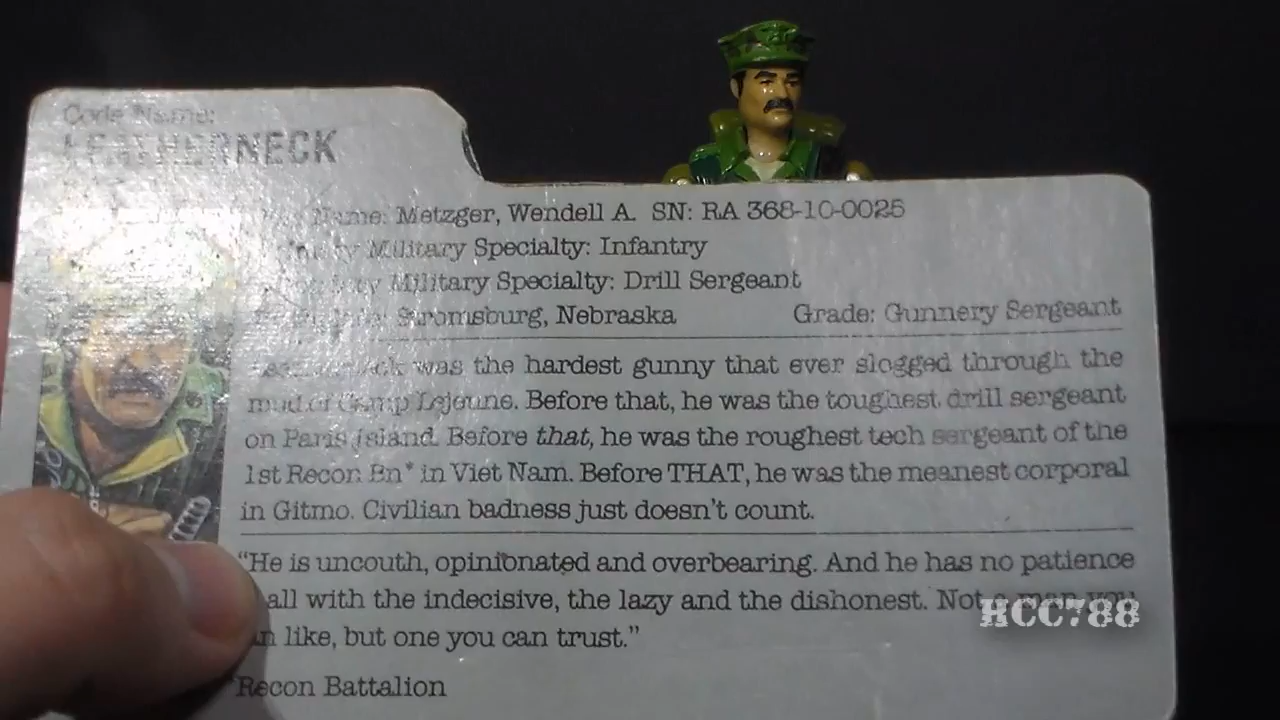 Code Name:
LEATHERNECK
Name: Metzger, Wendell A. SN: RA 368-10-0025
Military Specialty: Infantry
Military Specialty: Drill Sergeant
Stromsburg, Nebraska Grade: Gunnery Sergeant
was the hardest gunny that ever slogged through the
mud of Camp Lejeune. Before that, he was the toughest drill sergeant
on Paris Island. Before that, he was the roughest tech sergeant of the
1st Recon Bn* in Viet Nam. Before THAT, he was the meanest corporal
in Gitmo. Civilian badness just doesn't count.
"He is uncouth, opinionated and overbearing. And he has no patience
all with the indecisive, the lazy and the dishonest. Not a man you
like, but one you can trust."
*Recon Battalion
HCC788